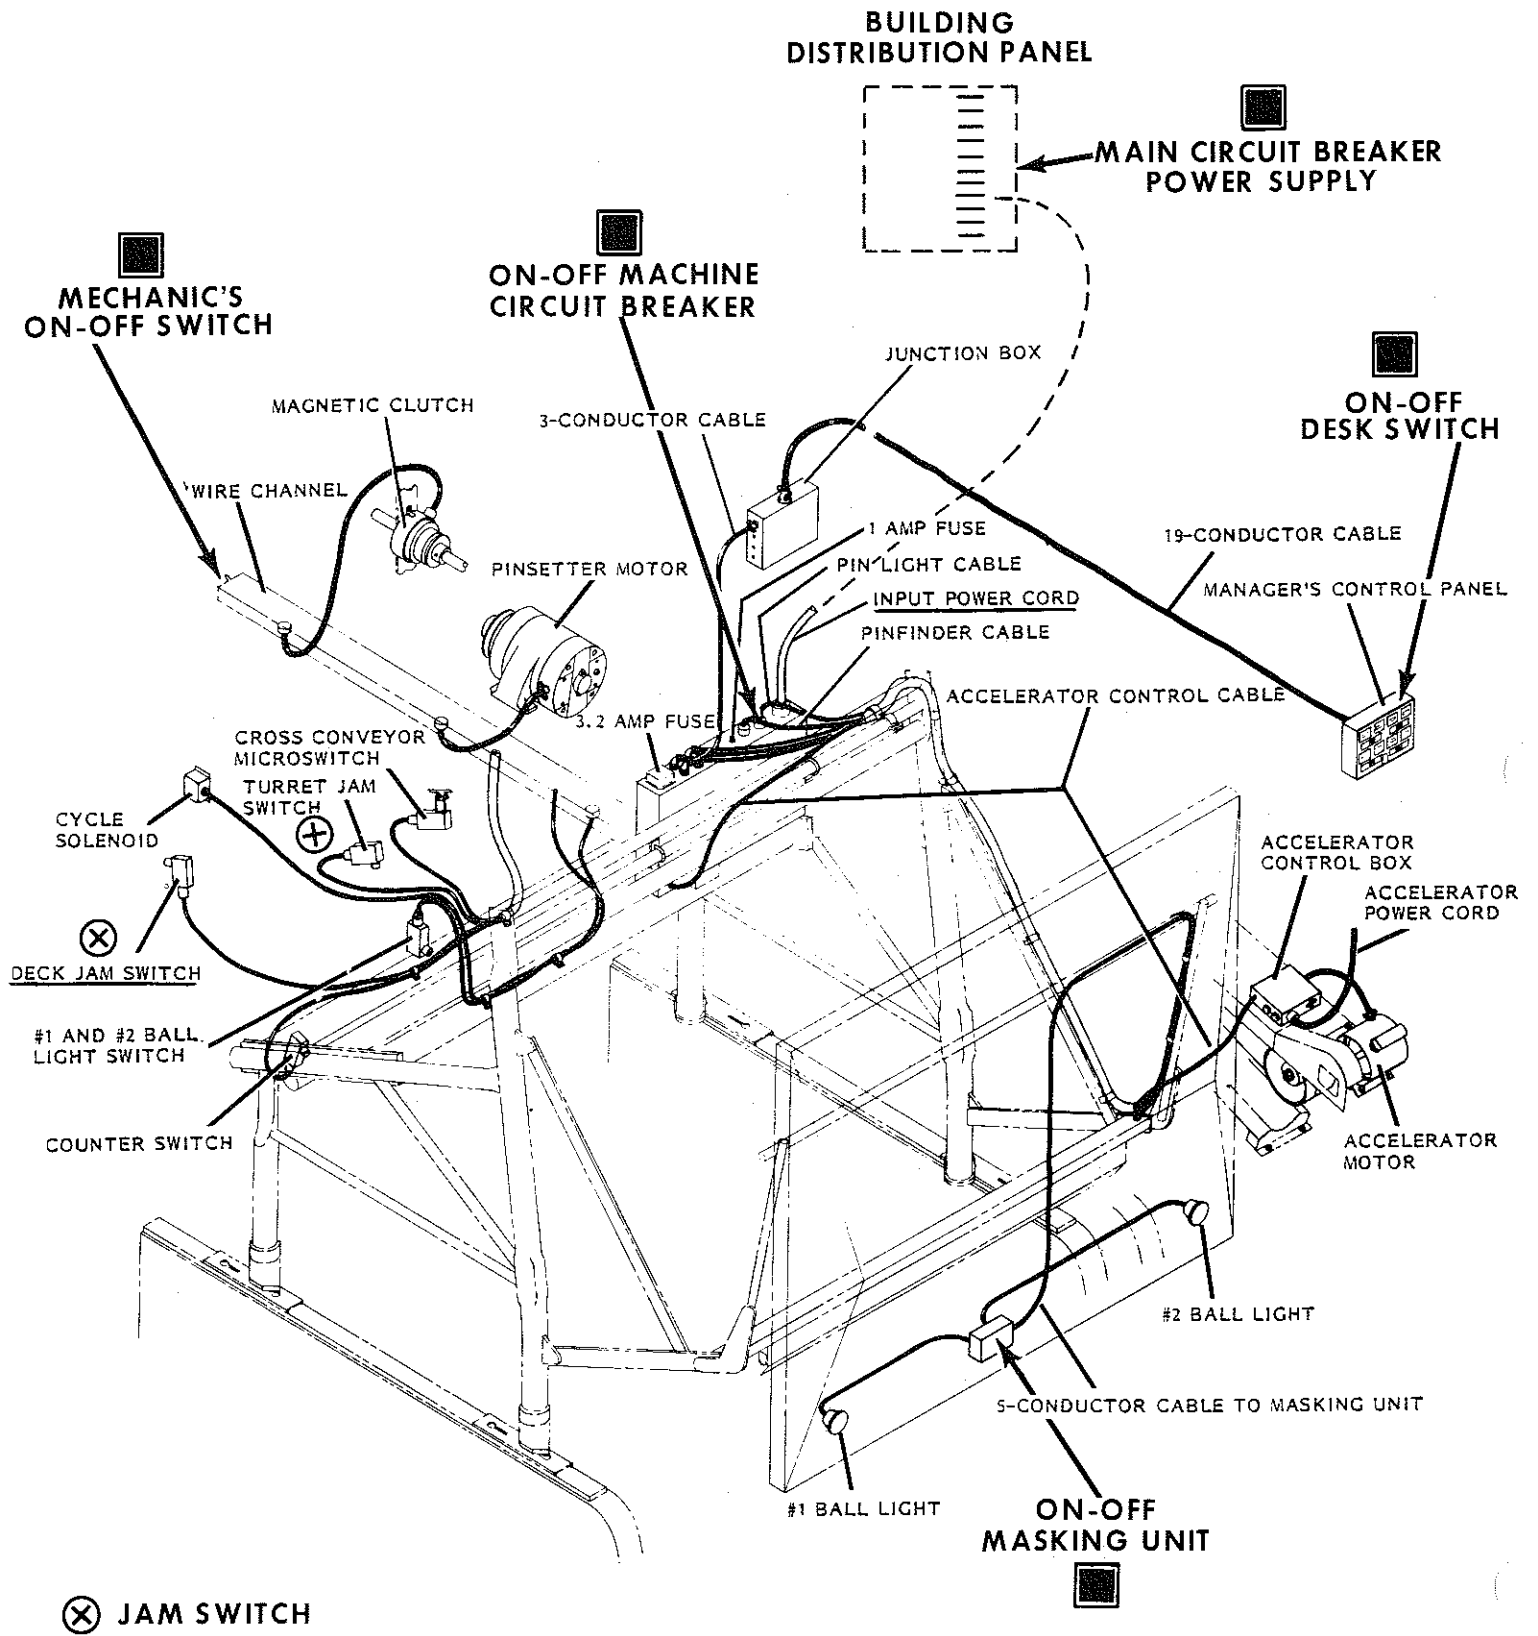 BUILDING
DISTRIBUTION PANEL
MAIN CIRCUIT BREAKER
POWER SUPPLY
ON-OFF MACHINE
CIRCUIT BREAKER
MECHANIC'S
ON-OFF SWITCH
JUNCTION BOX
ON-OFF
DESK SWITCH
MAGNETIC CLUTCH
3-CONDUCTOR CABLE
WIRE CHANNEL
1 AMP FUSE
19-CONDUCTOR CABLE
PINSETTER MOTOR
PIN LIGHT CABLE
MANAGER'S CONTROL PANEL
INPUT POWER CORD
PINFINDER CABLE
ACCELERATOR CONTROL CABLE
3.2 AMP FUSE
CROSS CONVEYOR
MICROSWITCH
TURRET JAM
SWITCH
CYCLE
SOLENOID
ACCELERATOR
CONTROL BOX
ACCELERATOR
POWER CORD
DECK JAM SWITCH
#1 AND #2 BALL
LIGHT SWITCH
COUNTER SWITCH
ACCELERATOR
MOTOR
#2 BALL LIGHT
5-CONDUCTOR CABLE TO MASKING UNIT
#1 BALL LIGHT
ON-OFF
MASKING UNIT
JAM SWITCH